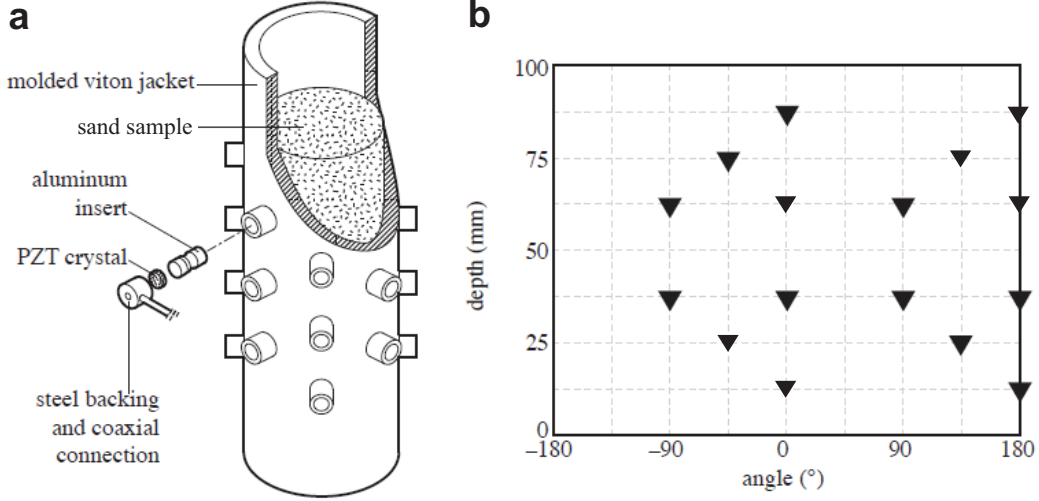 a
molded viton jacket
sand sample
aluminum
insert
PZT crystal
steel backing
and coaxial
connection
b
100
75
50
25
0
depth (mm)
–180
–90
0
90
180
angle (°)